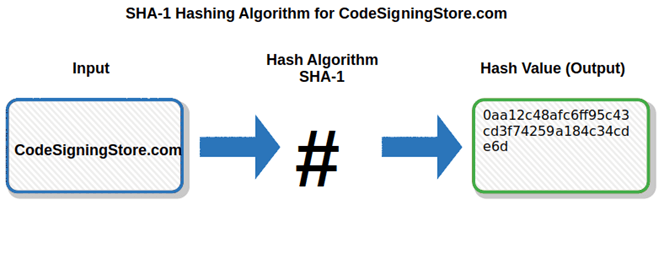 SHA-1 Hashing Algorithm for CodeSigningStore.com
Input
Hash Algorithm
SHA-1
Hash Value (Output)
CodeSigningStore.com
#
0aa12c48afc6ff95c43
cd3f74259a184c34cd
e6d